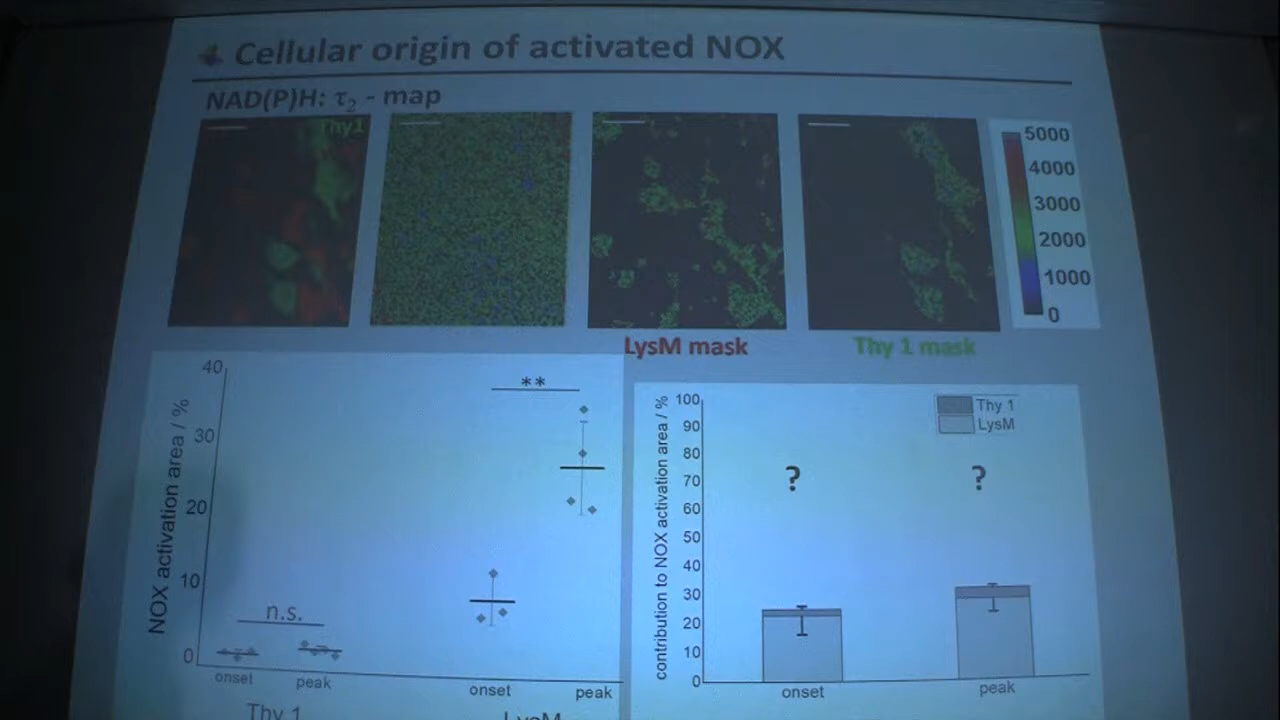 Cellular origin of activated NOX
NAD(P)H: τ₂ - map
Thy1
5000
4000
3000
2000
1000
0
LysM mask
Thy 1 mask
NOX activation area / %
40
30
20
10
0
n.s.
**
onset
peak
onset
peak
Thy 1
LysM
contribution to NOX activation area / %
100
90
80
70
60
50
40
30
20
10
0
Thy 1
LysM
?
?
onset
peak